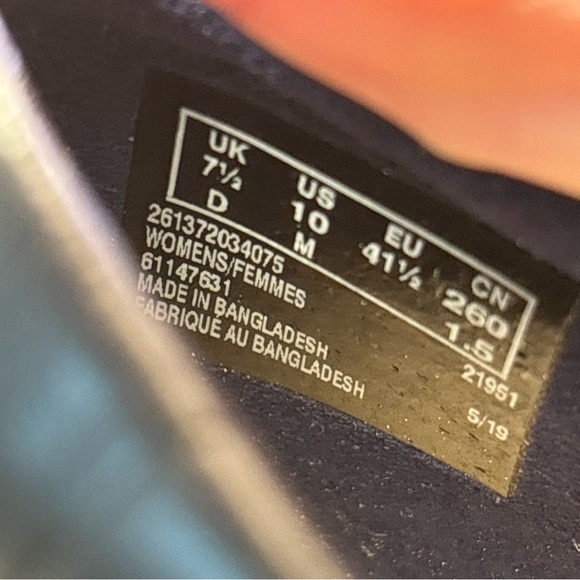 UK US EU CN
7½ 10 41½ 260
D M 1.5
261372034075 21951
WOMENS/FEMMES
61147631 5/19
MADE IN BANGLADESH
FABRIQUÉ AU BANGLADESH